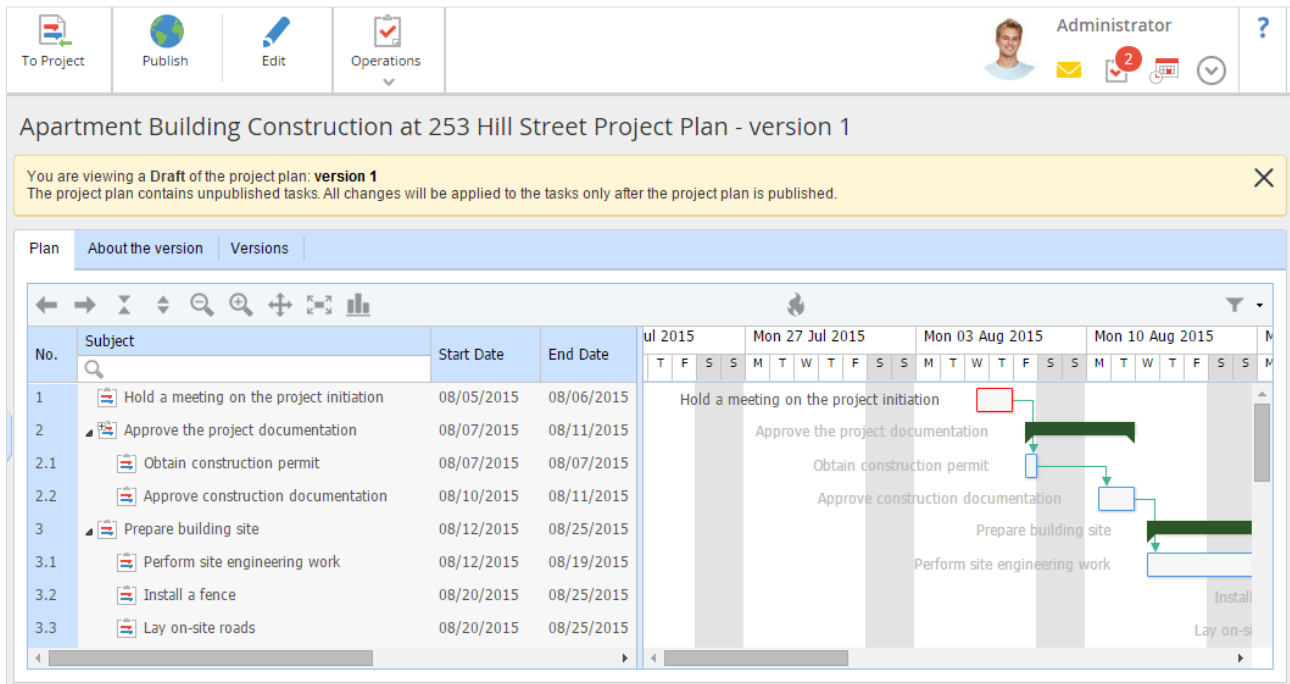 Administrator
?
To Project
Publish
Edit
Operations
2
Apartment Building Construction at 253 Hill Street Project Plan - version 1
You are viewing a Draft of the project plan: version 1
The project plan contains unpublished tasks. All changes will be applied to the tasks only after the project plan is published.
Plan About the version Versions
No. Subject Start Date End Date
ul 2015 Mon 27 Jul 2015 Mon 03 Aug 2015 Mon 10 Aug 2015 M
T F S S M T W T F S S M T W T F S S M T W T F S S M
1 Hold a meeting on the project initiation 08/05/2015 08/06/2015 Hold a meeting on the project initiation
2 Approve the project documentation 08/07/2015 08/11/2015 Approve the project documentation
2.1 Obtain construction permit 08/07/2015 08/07/2015 Obtain construction permit
2.2 Approve construction documentation 08/10/2015 08/11/2015 Approve construction documentation
3 Prepare building site 08/12/2015 08/25/2015 Prepare building site
3.1 Perform site engineering work 08/12/2015 08/19/2015 Perform site engineering work
3.2 Install a fence 08/20/2015 08/25/2015 Install
3.3 Lay on-site roads 08/20/2015 08/25/2015 Lay on-si